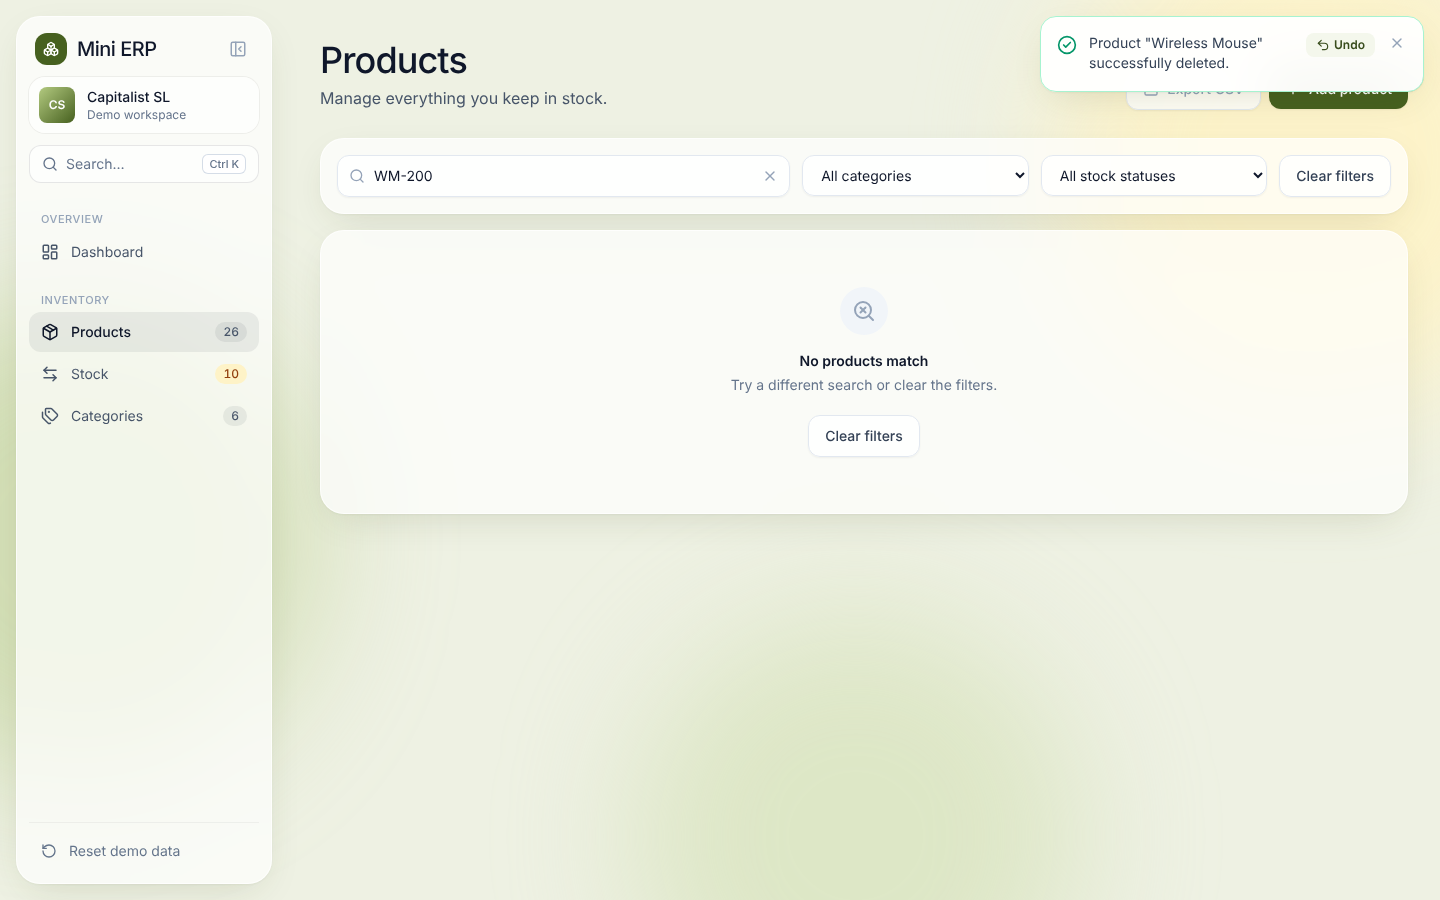 Mini ERP
CS
Capitalist SL
Demo workspace
Search...
Ctrl K
OVERVIEW
Dashboard
INVENTORY
Products
26
Stock
10
Categories
6
Reset demo data
Products
Manage everything you keep in stock.
Product "Wireless Mouse"
successfully deleted.
Undo
WM-200
All categories
All stock statuses
Clear filters
No products match
Try a different search or clear the filters.
Clear filters